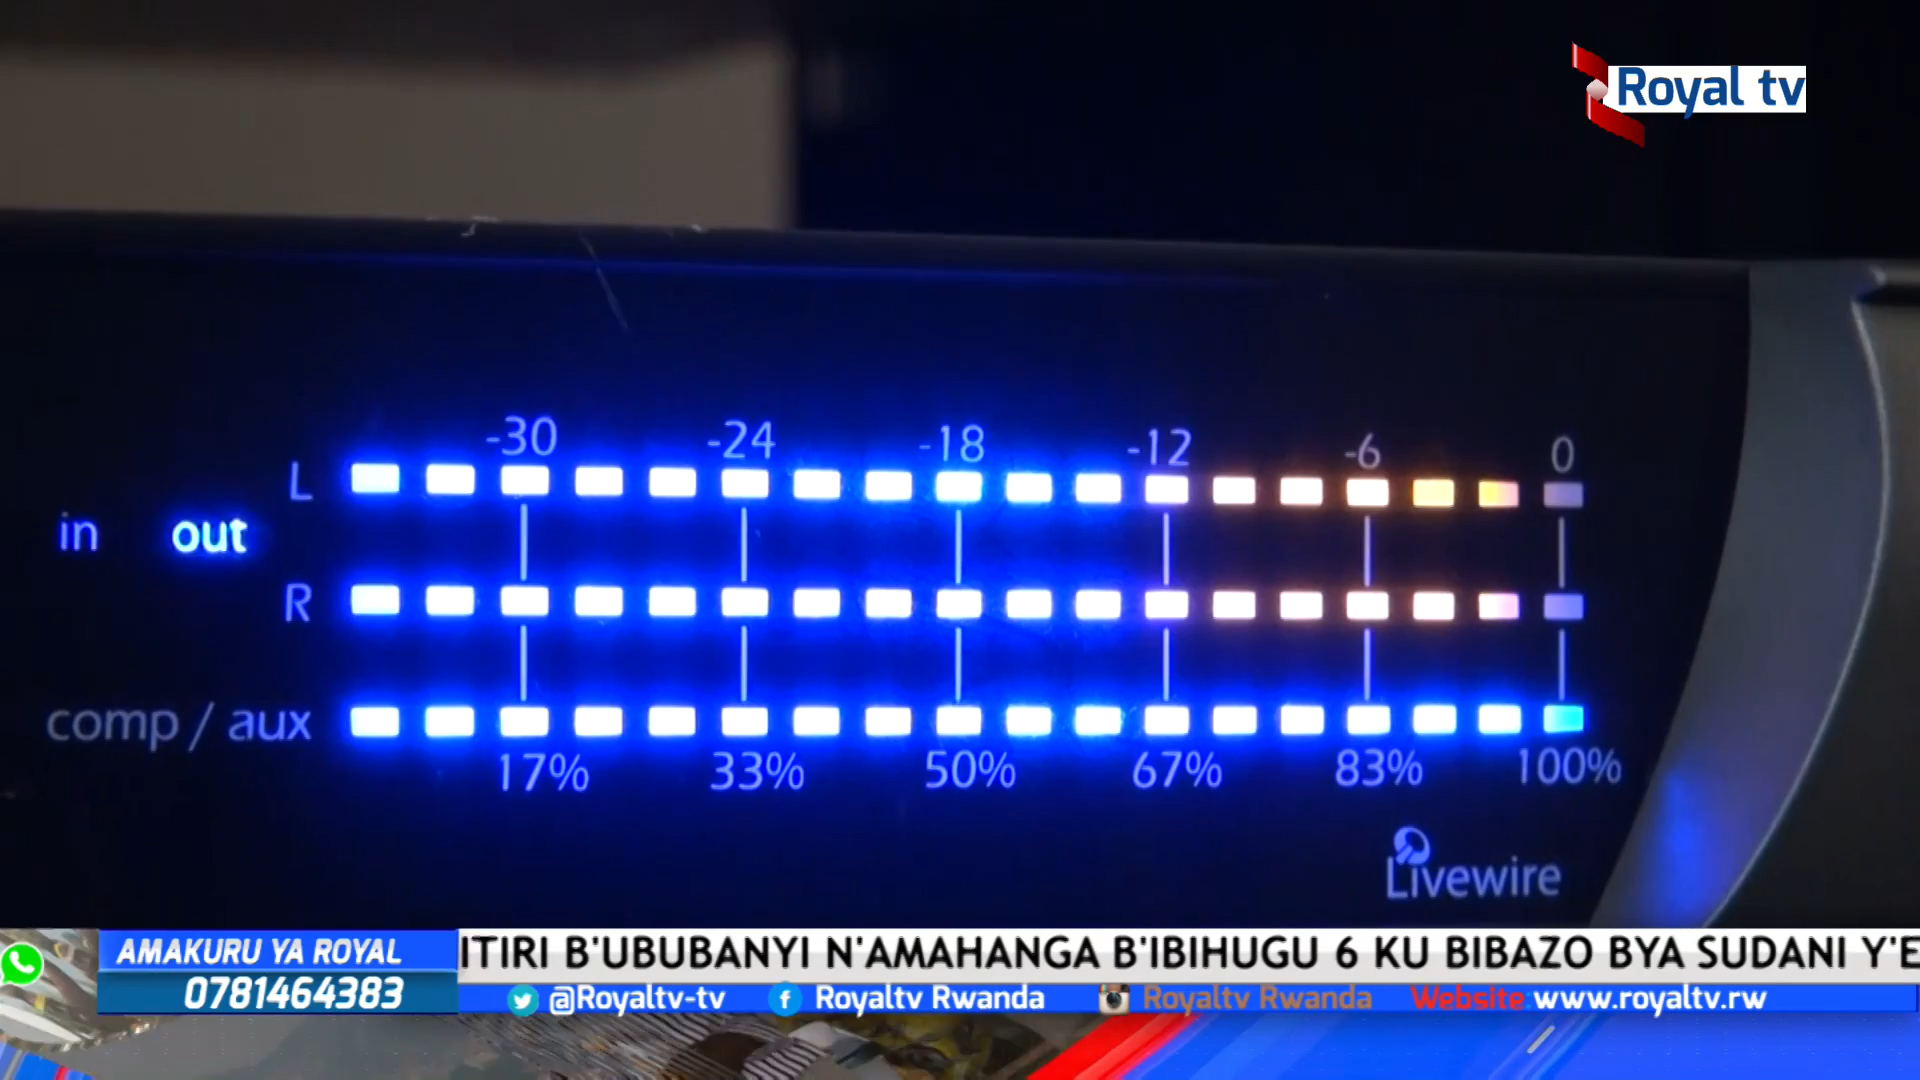 Royal tv
-30 -24 -18 -12 -6 0
L
in out
R
comp / aux
17% 33% 50% 67% 83% 100%
Livewire
AMAKURU YA ROYAL
B'UBUBANYI N'AMAHANGA B'IBIHUGU 6 KU BIBAZO BYA SUDANI
0781464383
@Royaltv-tv Royaltv Rwanda Royaltv Rwanda Website: www.royaltv.rw